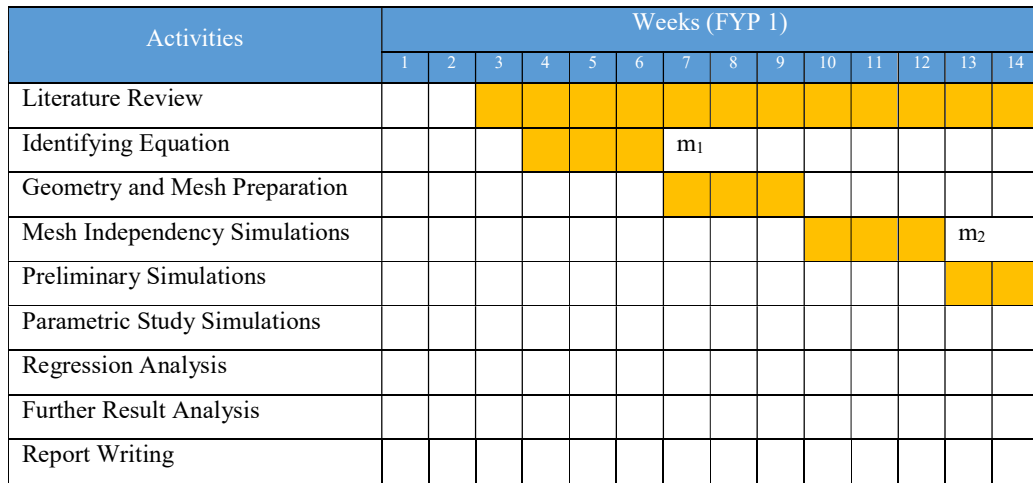 Activities
Weeks (FYP 1)
1 2 3 4 5 6 7 8 9 10 11 12 13 14
Literature Review
Identifying Equation m₁
Geometry and Mesh Preparation
Mesh Independency Simulations m₂
Preliminary Simulations
Parametric Study Simulations
Regression Analysis
Further Result Analysis
Report Writing